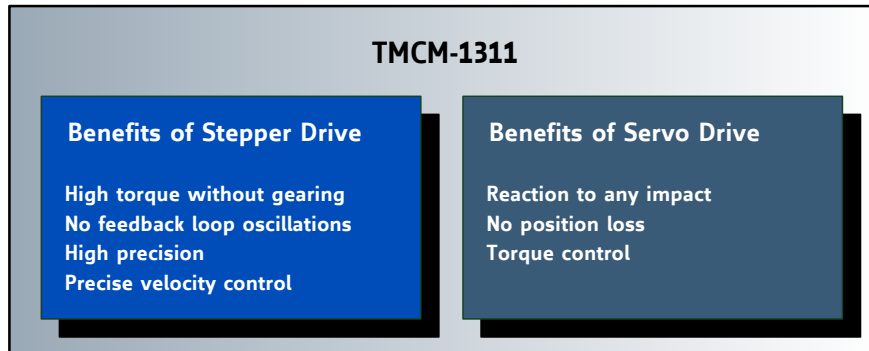 TMCM-1311
Benefits of Stepper Drive
High torque without gearing
No feedback loop oscillations
High precision
Precise velocity control
Benefits of Servo Drive
Reaction to any impact
No position loss
Torque control